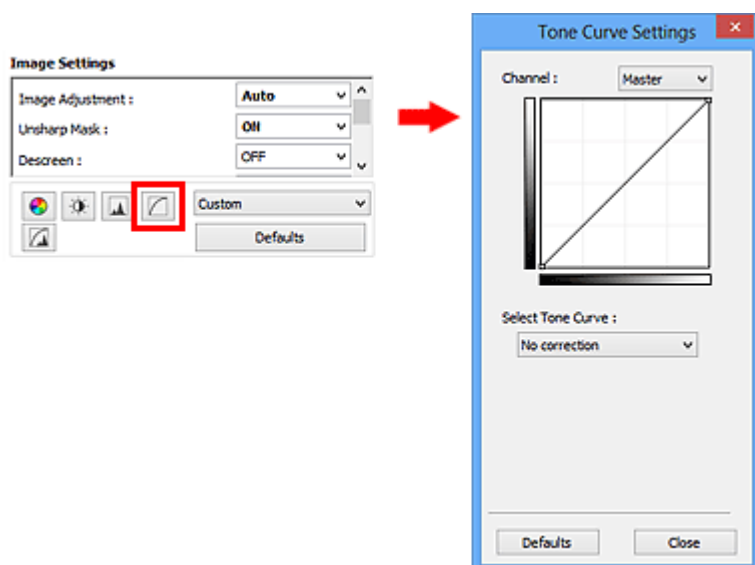 Image Settings
Image Adjustment : Auto
Unsharp Mask : ON
Descreen : OFF
Custom
Defaults
Tone Curve Settings
Channel : Master
Select Tone Curve :
No correction
Defaults Close